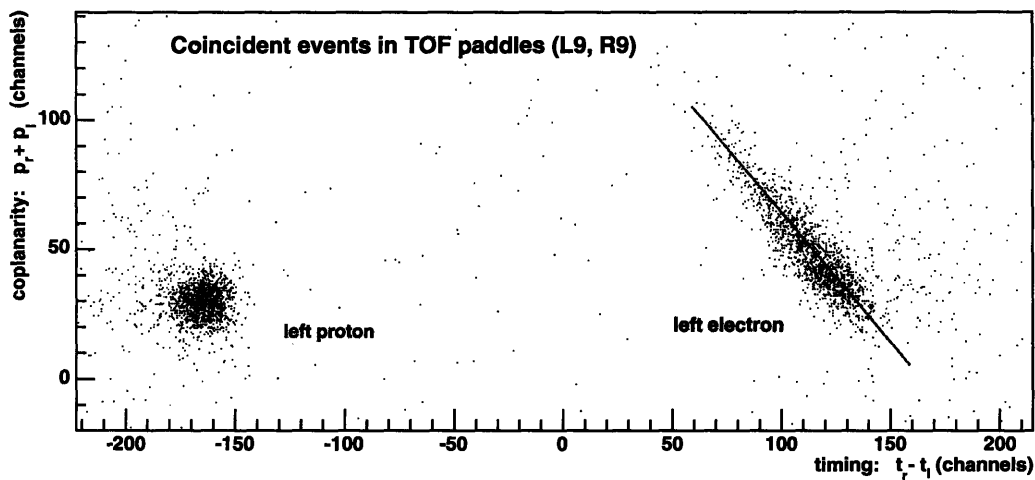 Coincident events in TOF paddles (L9, R9)
coplanarity: p_r + p_l (channels)
100
50
0
left proton
left electron
-200 -150 -100 -50 0 50 100 150 200
timing: t_r - t_l (channels)